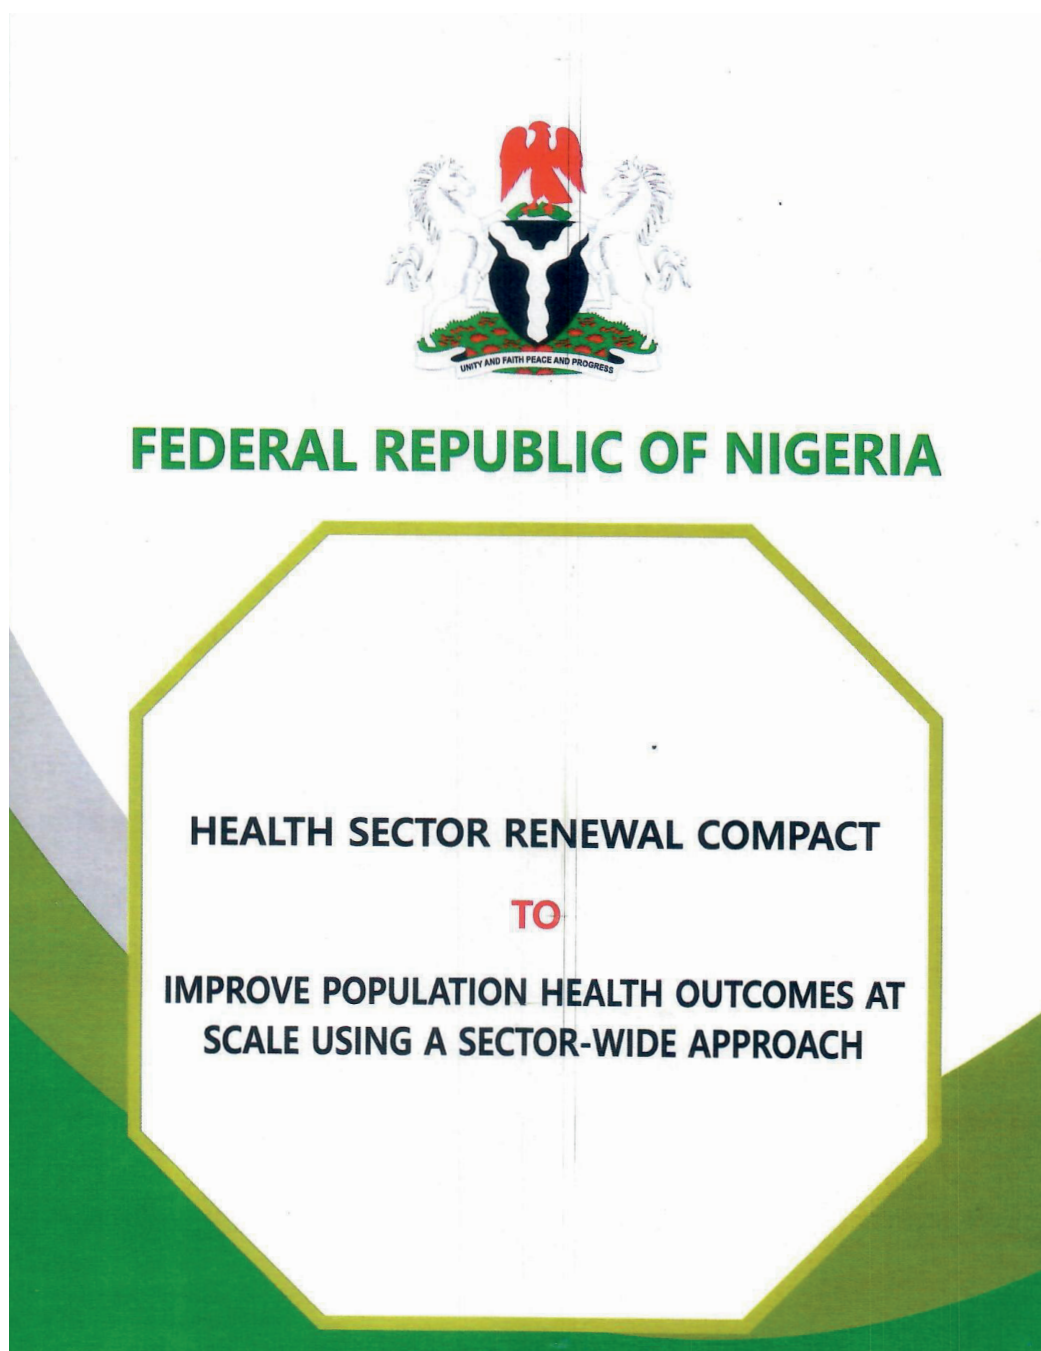 UNITY AND FAITH PEACE AND PROGRESS
FEDERAL REPUBLIC OF NIGERIA
HEALTH SECTOR RENEWAL COMPACT
TO
IMPROVE POPULATION HEALTH OUTCOMES AT
SCALE USING A SECTOR-WIDE APPROACH